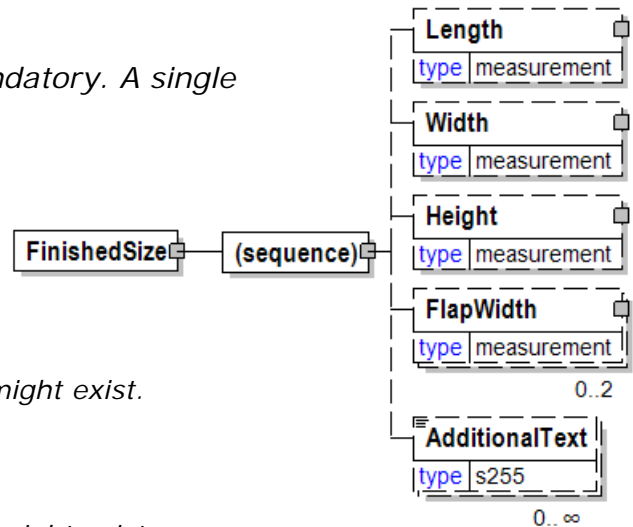 Length
type measurement
ndatory. A single
Width
type measurement
Height
type measurement
FinishedSize
(sequence)
FlapWidth
type measurement
0..2
might exist.
AdditionalText
type s255
0..∞